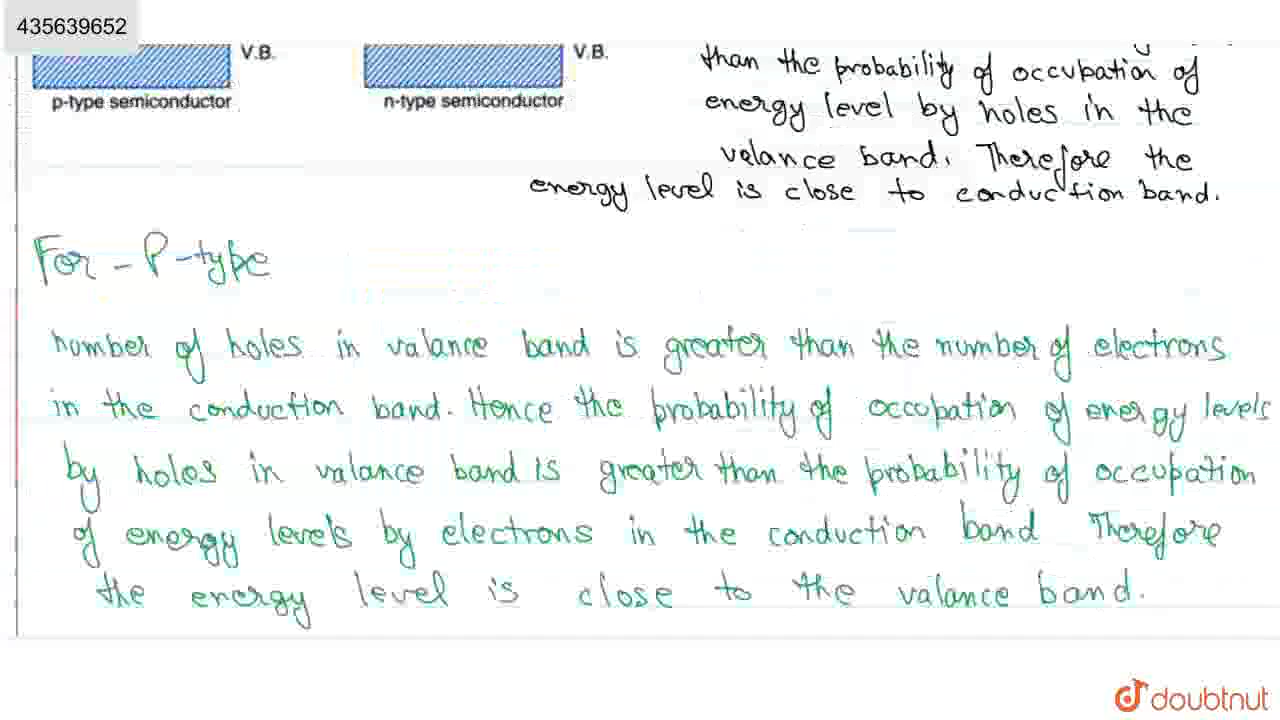 435639652
V.B.
V.B.
p-type semiconductor
n-type semiconductor
than the probability of occupation of
energy level by holes in the
valance band. Therefore the
energy level is close to conduction band.
For - P-type
number of holes in valance band is greater than the number of electrons
in the conduction band. Hence the probability of occupation of energy levels
by holes in valance band is greater than the probability of occupation
of energy levels by electrons in the conduction band Therefore
the energy level is close to the valance band.
doubtnut